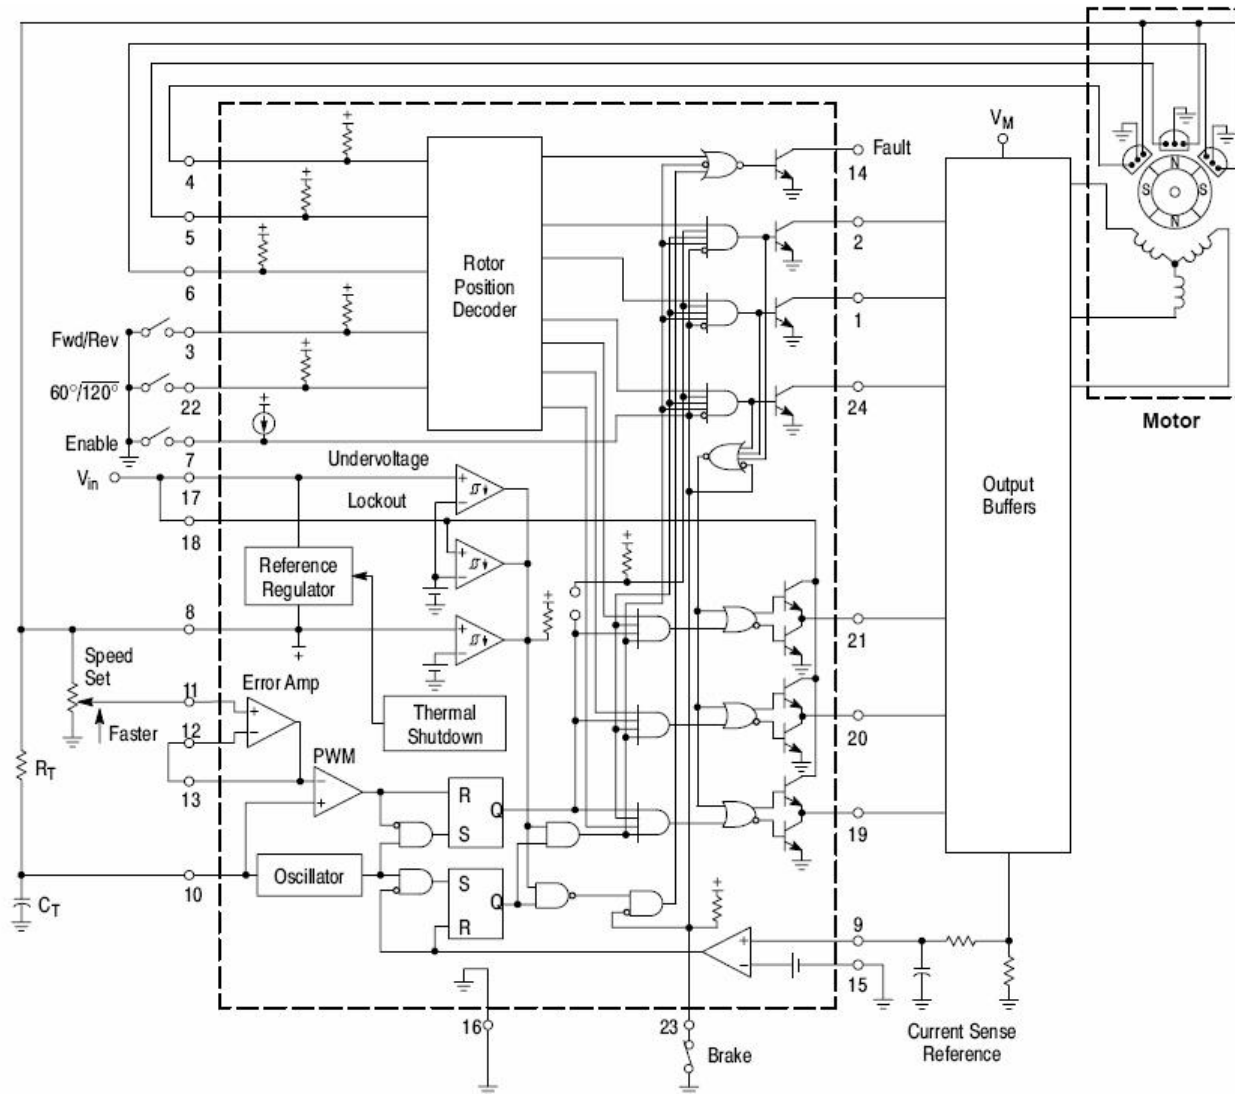 V_M
N
S
S
N
N
Motor
4
5
6
Fwd/Rev
3
60°/120°
22
Enable
7
V_in
17
18
Rotor
Position
Decoder
Fault
14
2
1
24
Output
Buffers
Undervoltage
Lockout
Reference
Regulator
8
Speed
Set
Faster
11
12
13
Error Amp
Thermal
Shutdown
PWM
R
S
Q
S
R
Q
Oscillator
R_T
C_T
10
21
20
19
9
15
16
23
Brake
Current Sense
Reference